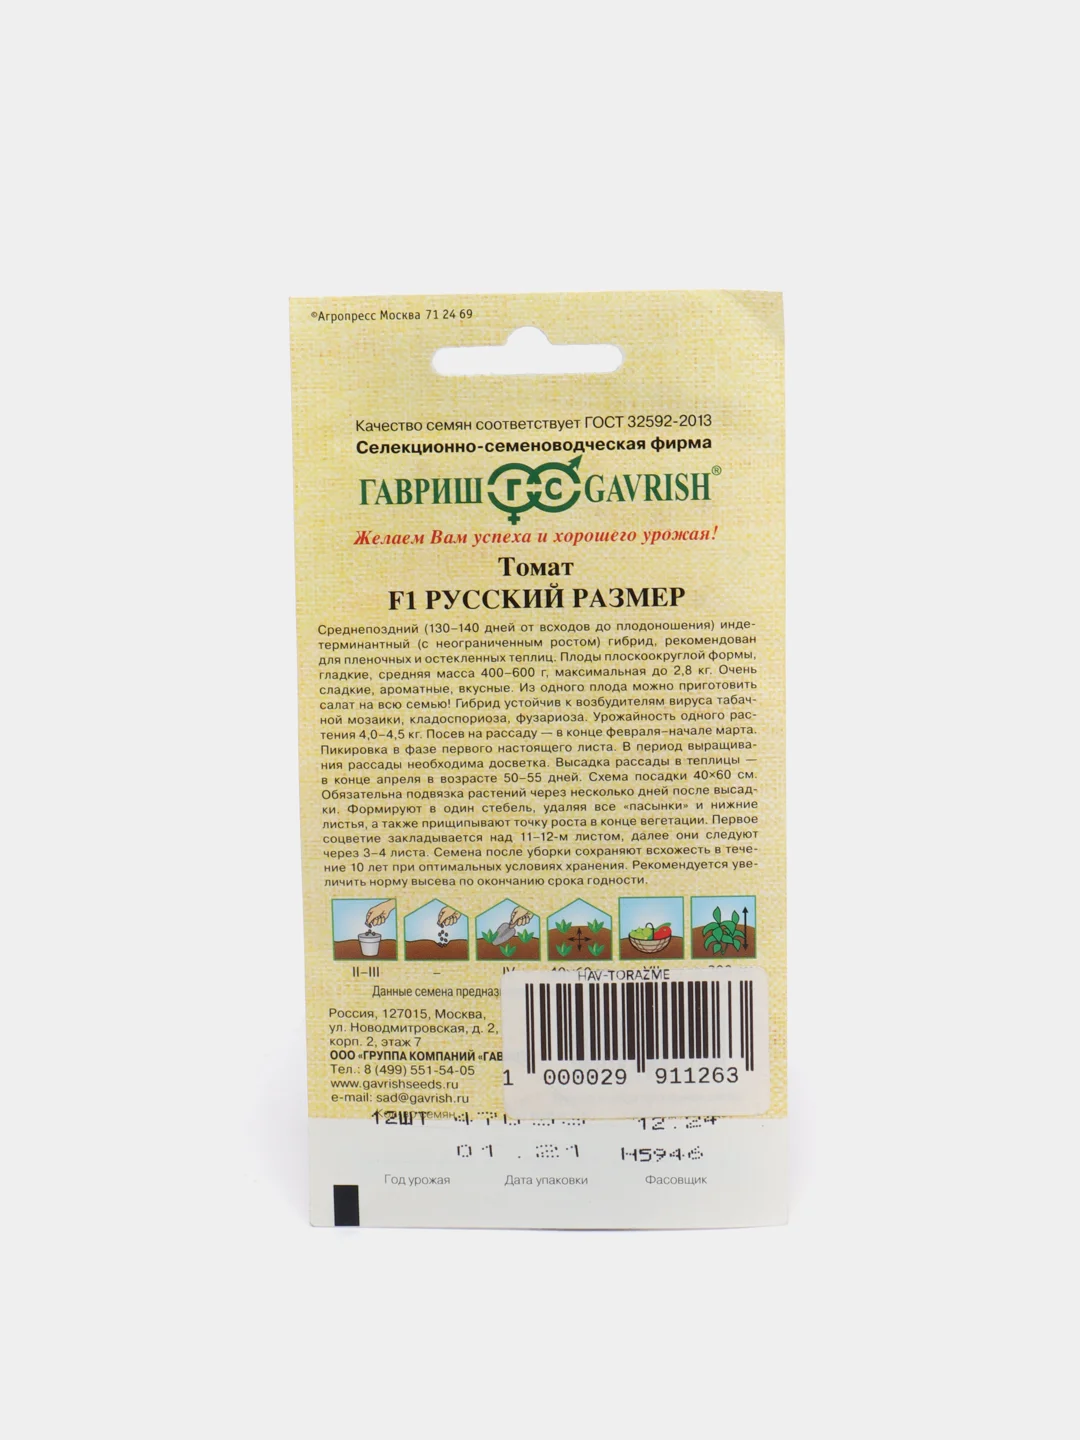 ©Агропресс Москва 71 24 69
Качество семян соответствует ГОСТ 32592-2013
Селекционно-семеноводческая фирма
ГАВРИШ ГС GAVRISH®
Желаем Вам успеха и хорошего урожая!
Томат
F1 РУССКИЙ РАЗМЕР
Среднепоздний (130–140 дней от всходов до плодоношения) инде-
терминантный (с неограниченным ростом) гибрид, рекомендован
для пленочных и остекленных теплиц. Плоды плоскоокруглой формы,
гладкие, средняя масса 400–600 г, максимальная до 2,8 кг. Очень
сладкие, ароматные, вкусные. Из одного плода можно приготовить
салат на всю семью! Гибрид устойчив к возбудителям вируса табач-
ной мозаики, кладоспориоза, фузариоза. Урожайность одного рас-
тения 4,0–4,5 кг. Посев на рассаду — в конце февраля–начале марта.
Пикировка в фазе первого настоящего листа. В период выращива-
ния рассады необходима досветка. Высадка рассады в теплицы —
в конце апреля в возрасте 50–55 дней. Схема посадки 40×60 см.
Обязательна подвязка растений через несколько дней после высад-
ки. Формируют в один стебель, удаляя все «пасынки» и нижние
листья, а также прищипывают точку роста в конце вегетации. Первое
соцветие закладывается над 11–12-м листом, далее они следуют
через 3–4 листа. Семена после уборки сохраняют всхожесть в тече-
ние 10 лет при оптимальных условиях хранения. Рекомендуется уве-
личить норму высева по окончанию срока годности.
II–III –
HAV-TORAZME
Данные семена предназ
Россия, 127015, Москва,
ул. Новодмитровская, д. 2,
корп. 2, этаж 7
ООО «ГРУППА КОМПАНИЙ «ГАВ
Тел.: 8 (499) 551-54-05
www.gavrishseeds.ru
e-mail: sad@gavrish.ru
1 000029 911263
12ШТ 12.24
01 .21 H5946
Год урожая Дата упаковки Фасовщик